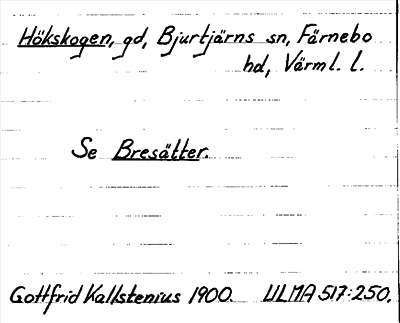 Hökskogen, gd, Bjurtjärns sn, Färnebo
hd, Värml. l.
Se Bresätter.
Gottfrid Kallstenius 1900. ULMA 517:250.